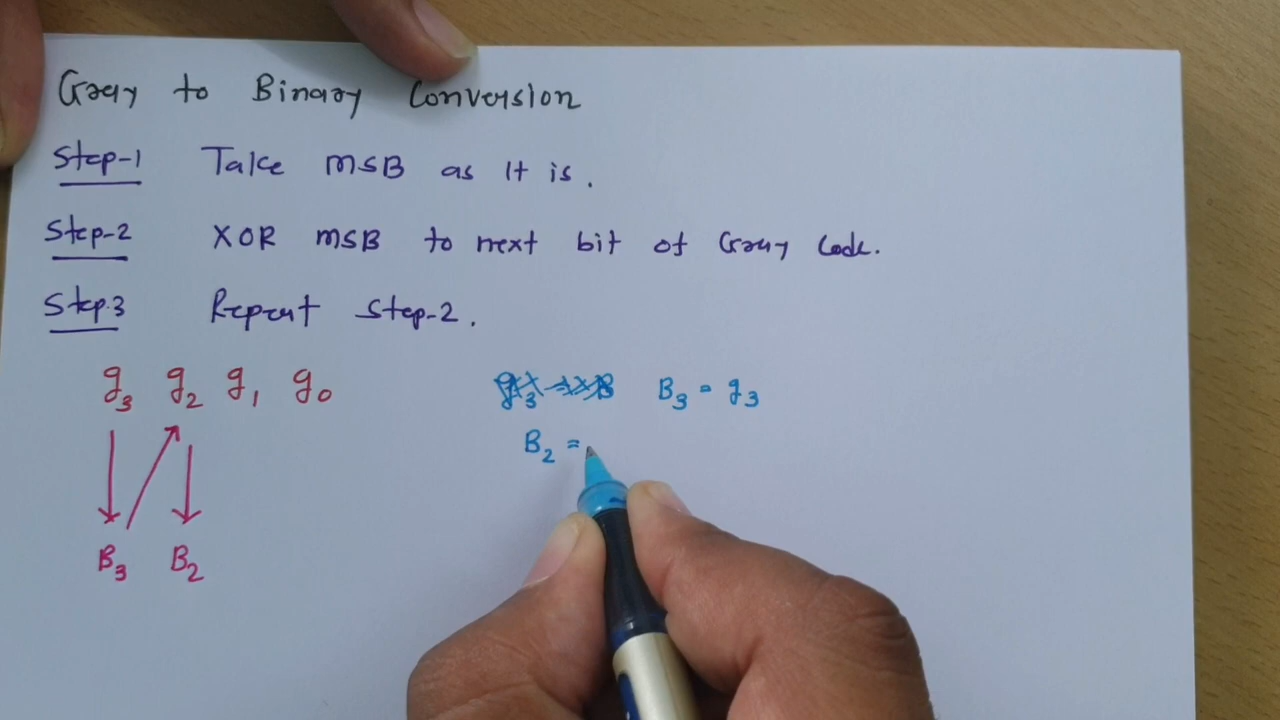 Gray to Binary Conversion
Step-1 Take MSB as It is.
Step-2 XOR MSB to next bit of Gray Code.
Step-3 Repeat Step-2.
g3 g2 g1 g0
B3 = g3
B2 =
B3 B2